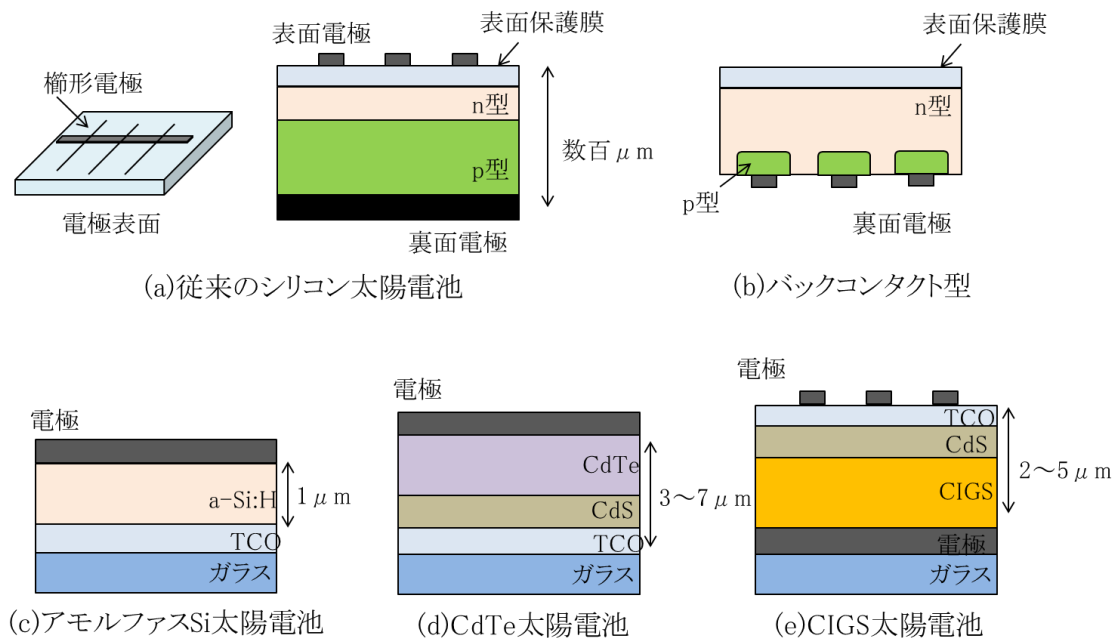 櫛形電極
電極表面
表面電極
表面保護膜
n型
p型
数百μm
裏面電極
(a)従来のシリコン太陽電池
表面保護膜
n型
p型
裏面電極
(b)バックコンタクト型
電極
a-Si:H
1μm
TCO
ガラス
(c)アモルファスSi太陽電池
電極
CdTe
CdS
3～7μm
TCO
ガラス
(d)CdTe太陽電池
電極
TCO
CdS
2～5μm
CIGS
電極
ガラス
(e)CIGS太陽電池